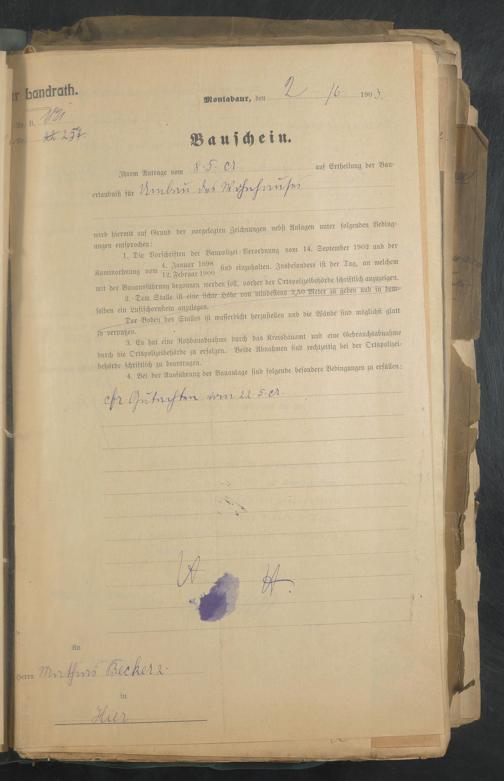 Landrath.
Montabaur, den 2/6 1903.
Bauschein.
Ihrem Antrage vom 8.5. cr. auf Ertheilung der Bau-
erlaubniß für Umbau des Wohnhauses
wird hiermit auf Grund der vorgelegten Zeichnungen nebst Anlagen unter folgenden Beding-
ungen entsprochen:
1. Die Vorschriften der Baupolizei-Verordnung vom 14. September 1902 und der
Kaminordnung vom 4. Januar 1898 / 12. Februar 1900 sind einzuhalten. Insbesondere ist der Tag, an welchem
mit der Bauausführung begonnen werden soll, vorher der Ortspolizeibehörde schriftlich anzuzeigen.
2. Dem Stalle ist eine lichte Höhe von mindestens 2,50 Meter zu geben und in dem-
selben ein Luftschornstein anzulegen.
Der Boden des Stalles ist wasserdicht herzustellen und die Wände sind möglichst glatt
zu verputzen.
3. Es hat eine Rohbauabnahme durch das Kreisbauamt und eine Gebrauchsabnahme
durch die Ortspolizeibehörde zu erfolgen. Beide Abnahmen sind rechtzeitig bei der Ortspolizei-
behörde schriftlich zu beantragen.
4. Bei der Ausführung der Bauanlage sind folgende besondere Bedingungen zu erfüllen:
cfr Gutachten vom 22.5. cr.
An
Herrn Mathias Becker 2.
in
Hier